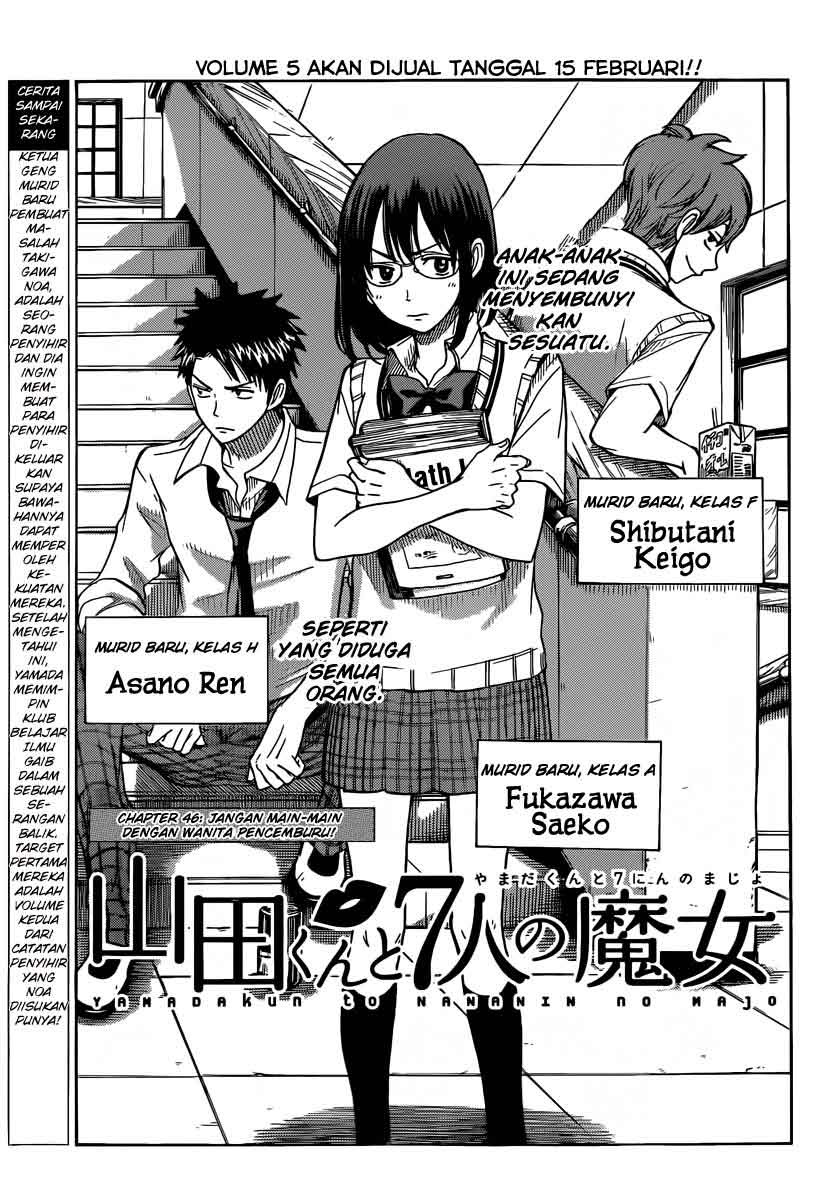 VOLUME 5 AKAN DIJUAL TANGGAL 15 FEBRUARI!!
CERITA
SAMPAI
SEKA-
RANG
KETUA
GENG
MURID
BARU
PEMBUAT
MA-
SALAH
TAKI-
GAWA
NOA,
ADALAH
SEO-
RANG
PENYIHIR
DAN DIA
INGIN
MEM-
BUAT
PARA
PENYIHIR
DI-
KELUAR
KAN
SUPAYA
BAWA-
HANNYA
DAPAT
MEMPER
OLEH
KE-
KUATAN
MEREKA.
SETELAH
MENGE-
TAHUI
INI,
YAMADA
MEMIM-
PIN
KLUB
BELAJAR
ILMU
GAIB
DALAM
SEBUAH
SE-
RANGAN
BALIK.
TARGET
PERTAMA
MEREKA
ADALAH
VOLUME
KEDUA
DARI
CATATAN
PENYIHIR
YANG
NOA
DIISUKAN
PUNYA!
ANAK-ANAK
INI SEDANG
MENYEMBUNYI
KAN
SESUATU.
Math I
MURID BARU, KELAS F
Shibutani
Keigo
SEPERTI
YANG DIDUGA
SEMUA
ORANG.
MURID BARU, KELAS H
Asano Ren
MURID BARU, KELAS A
Fukazawa
Saeko
CHAPTER 46: JANGAN MAIN-MAIN
DENGAN WANITA PENCEMBURU!
やまだくんと7にんのまじょ
山田くんと7人の魔女
YAMADAKUN to NANANIN no MAJO